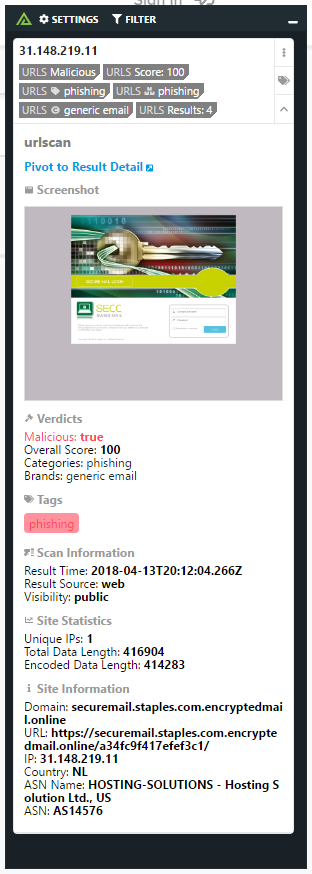 SETTINGS FILTER
31.148.219.11
URLS Malicious URLS Score: 100
URLS phishing URLS phishing
URLS generic email URLS Results: 4
urlscan
Pivot to Result Detail
Screenshot
010010
SECC
Verdicts
Malicious: true
Overall Score: 100
Categories: phishing
Brands: generic email
Tags
phishing
Scan Information
Result Time: 2018-04-13T20:12:04.266Z
Result Source: web
Visibility: public
Site Statistics
Unique IPs: 1
Total Data Length: 416904
Encoded Data Length: 414283
Site Information
Domain: securemail.staples.com.encryptedmai
l.online
URL: https://securemail.staples.com.encrypte
dmail.online/a34fc9f417efef3c1/
IP: 31.148.219.11
Country: NL
ASN Name: HOSTING-SOLUTIONS - Hosting S
olution Ltd., US
ASN: AS14576